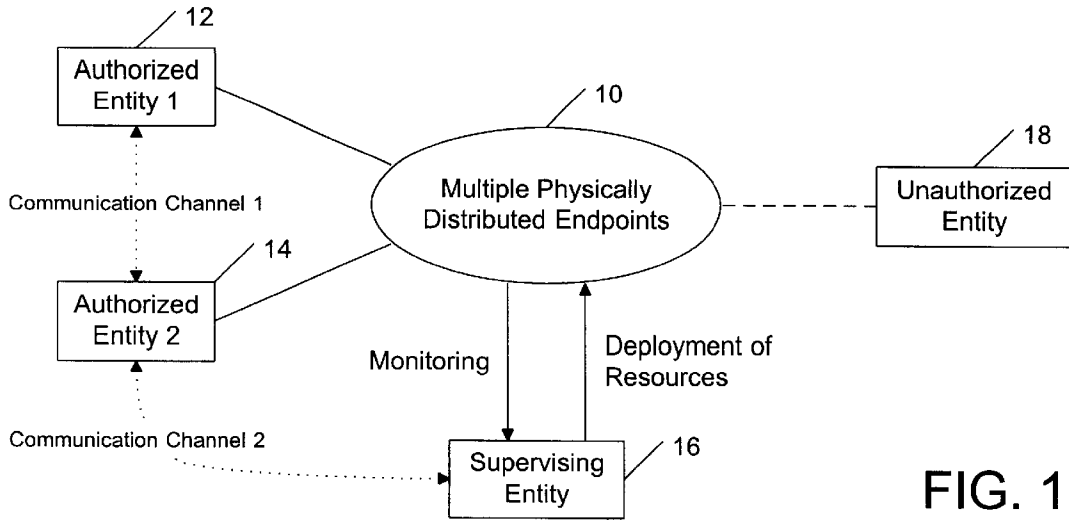 12
Authorized
Entity 1
10
18
Multiple Physically
Distributed Endpoints
Unauthorized
Entity
Communication Channel 1
14
Authorized
Entity 2
Monitoring
Deployment of
Resources
Communication Channel 2
Supervising
Entity
16
FIG. 1